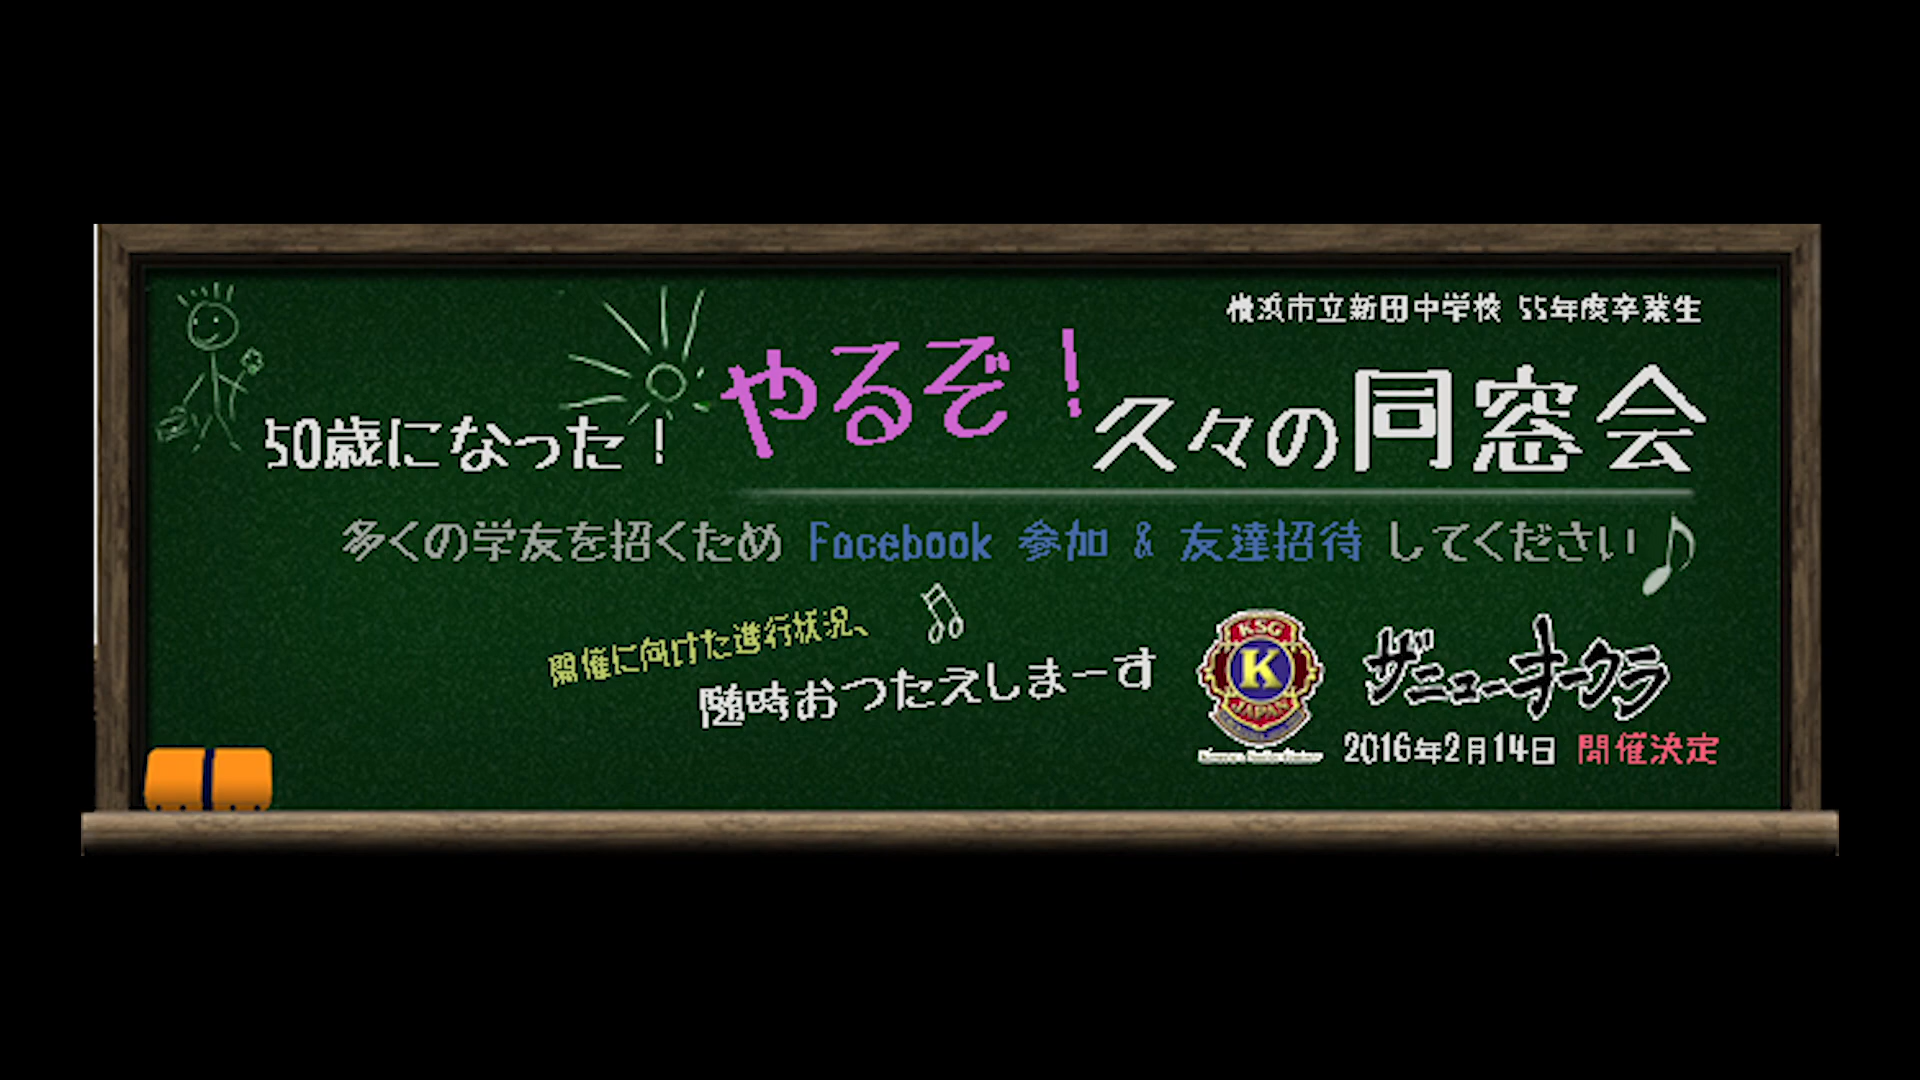 横浜市立新田中学校 55年度卒業生
50歳になった！ やるぞ！ 久々の同窓会
多くの学友を招くため Facebook 参加 & 友達招待 してください
開催に向けた進行状況、
随時おつたえしまーす
KSG
K
JAPAN
ザニューオークラ
2016年2月14日 開催決定